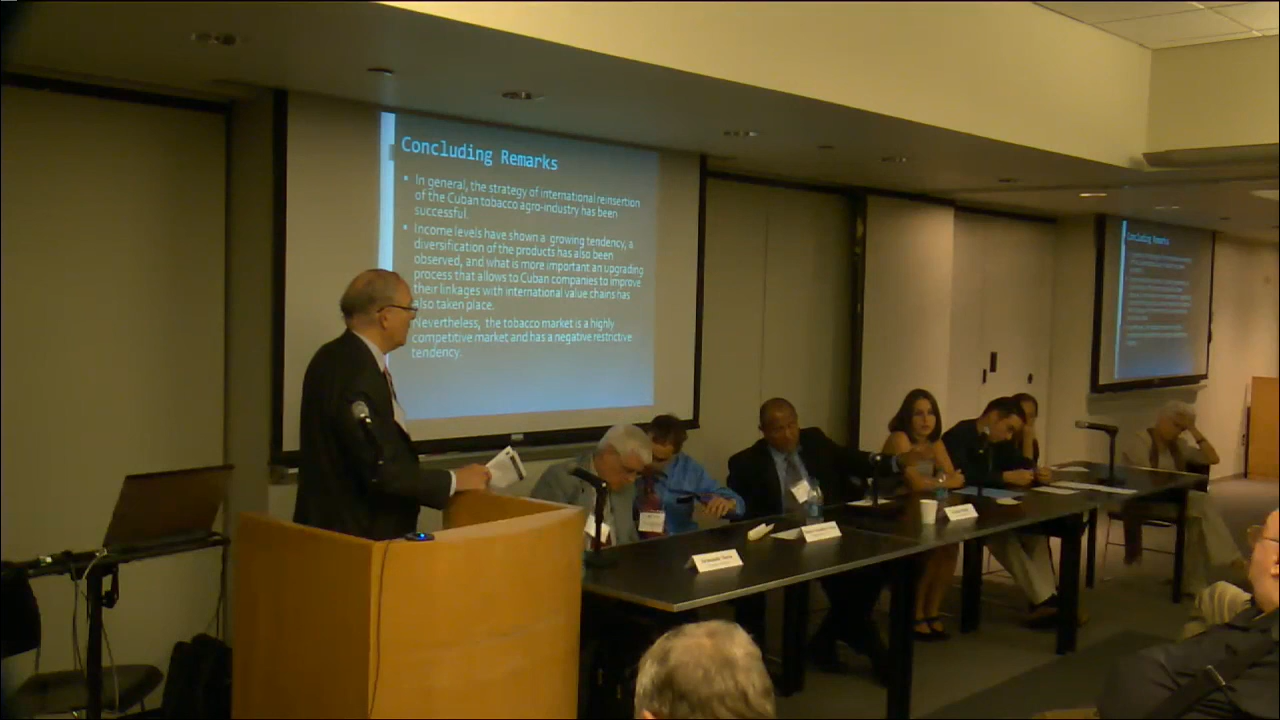 Concluding Remarks
• In general, the strategy of international reinsertion
of the Cuban tobacco agro-industry has been
successful.
• Income levels have shown a growing tendency, a
diversification of the products has also been
observed, and what is more important an upgrading
process that allows to Cuban companies to improve
their linkages with international value chains has
also taken place.
Nevertheless, the tobacco market is a highly
competitive market and has a negative restrictive
tendency.
Concluding Remarks